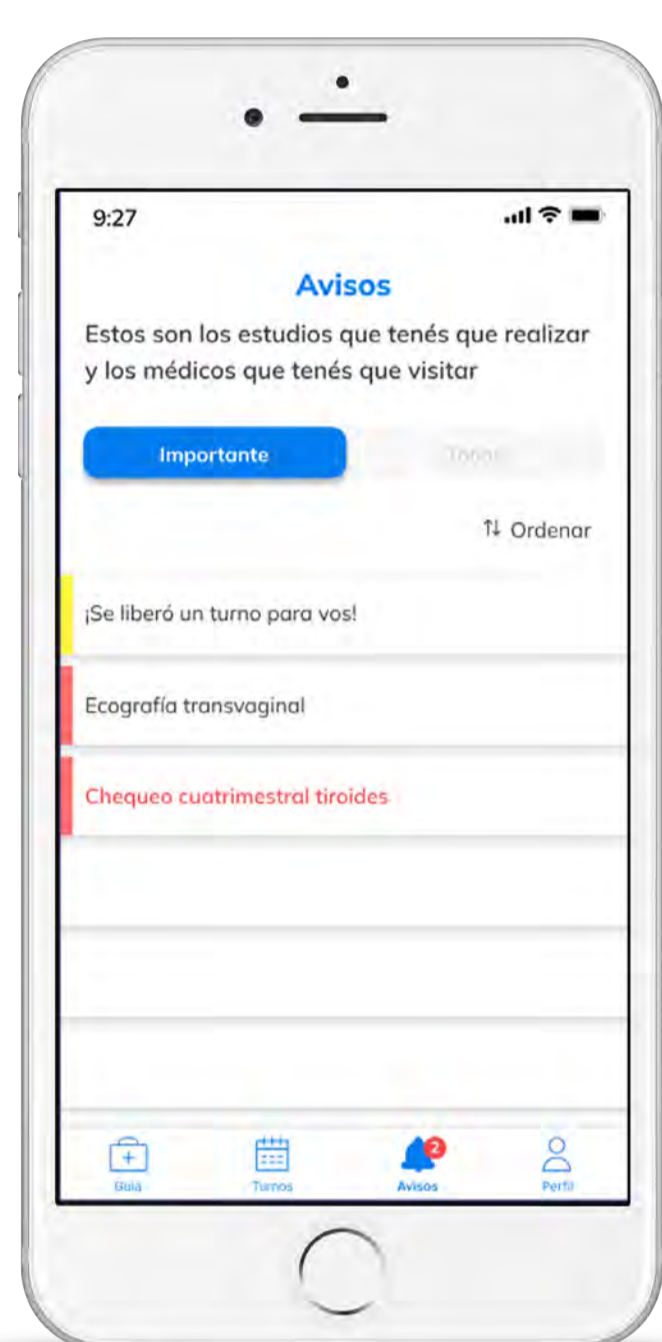 9:27
Avisos
Estos son los estudios que tenés que realizar
y los médicos que tenés que visitar
Importante
Todos
↑↓ Ordenar
¡Se liberó un turno para vos!
Ecografía transvaginal
Chequeo cuatrimestral tiroides
2
Guía
Turnos
Avisos
Perfil